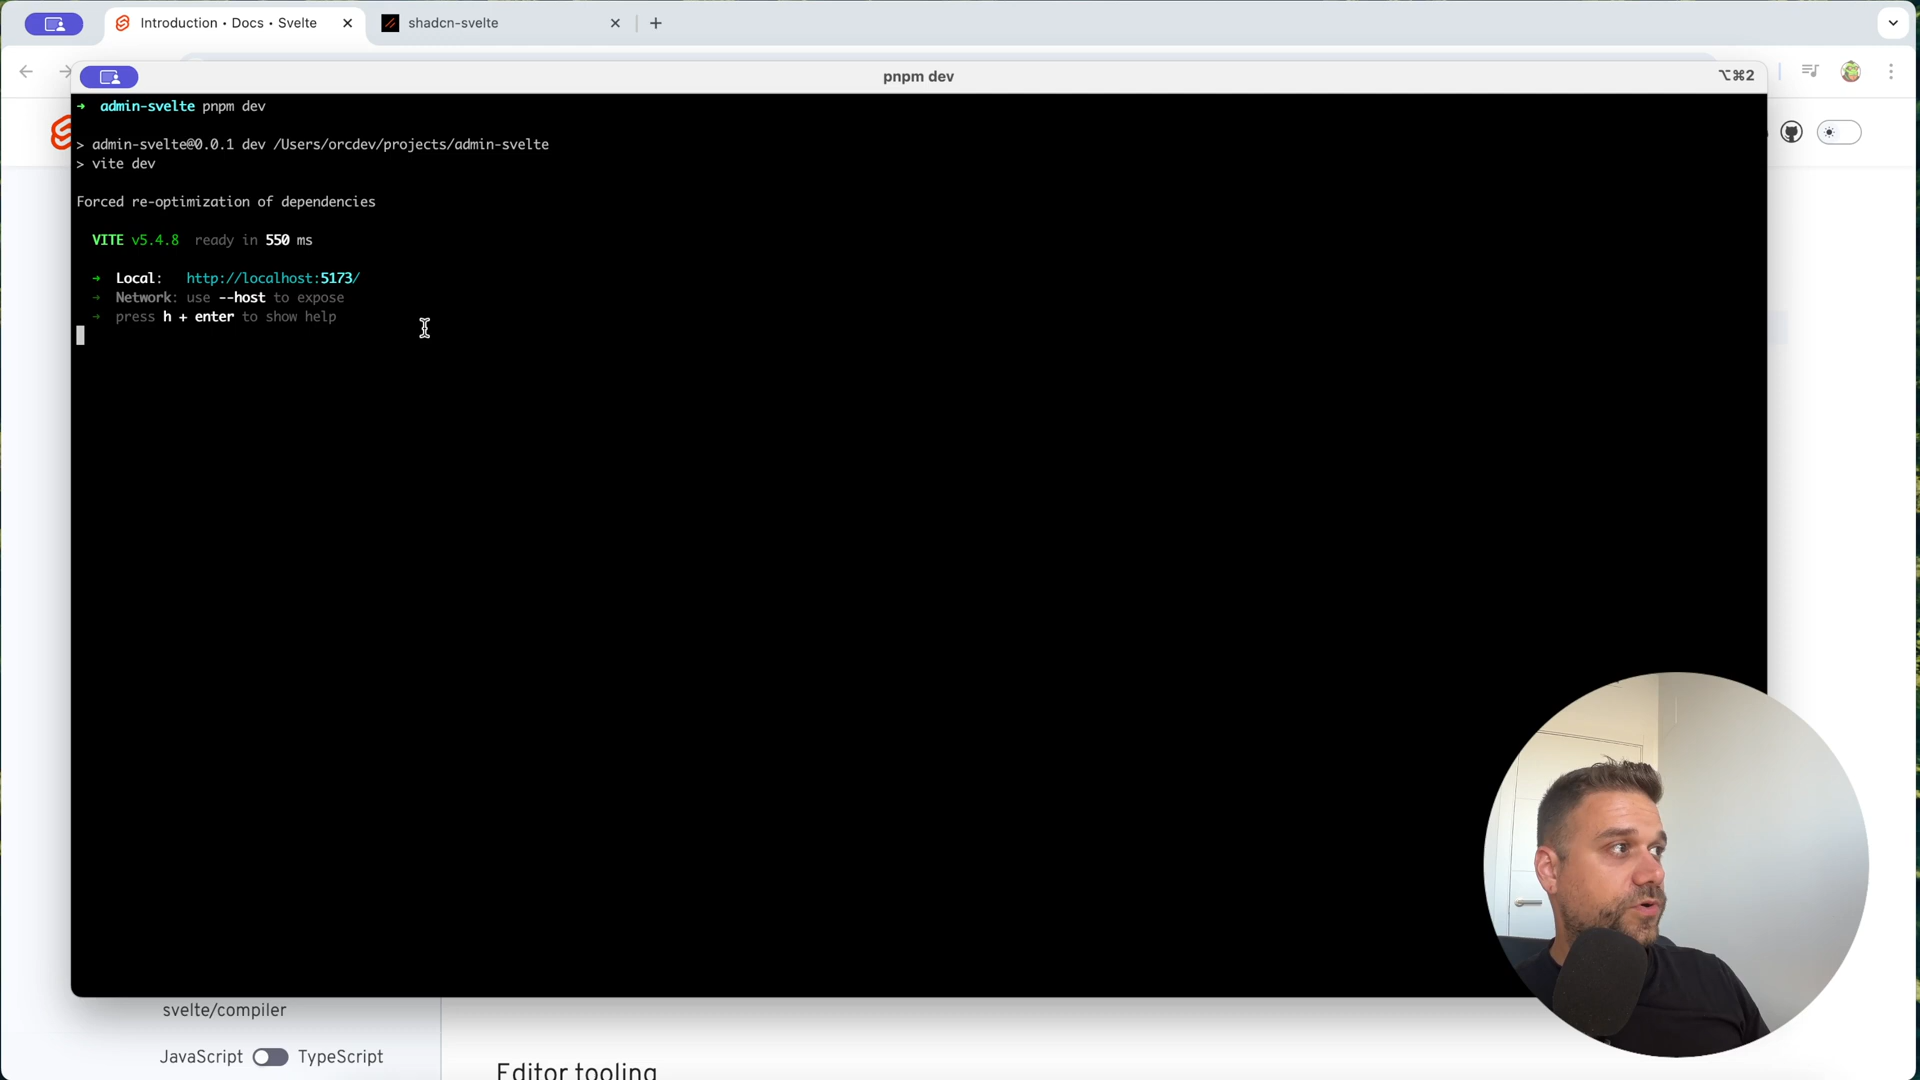 Introduction • Docs • Svelte
shadcn-svelte
pnpm dev
⌥⌘2
➜ admin-svelte pnpm dev
> admin-svelte@0.0.1 dev /Users/orcdev/projects/admin-svelte
> vite dev
Forced re-optimization of dependencies
VITE v5.4.8 ready in 550 ms
➜ Local: http://localhost:5173/
➜ Network: use --host to expose
➜ press h + enter to show help
svelte/compiler
JavaScript TypeScript
Editor tooling